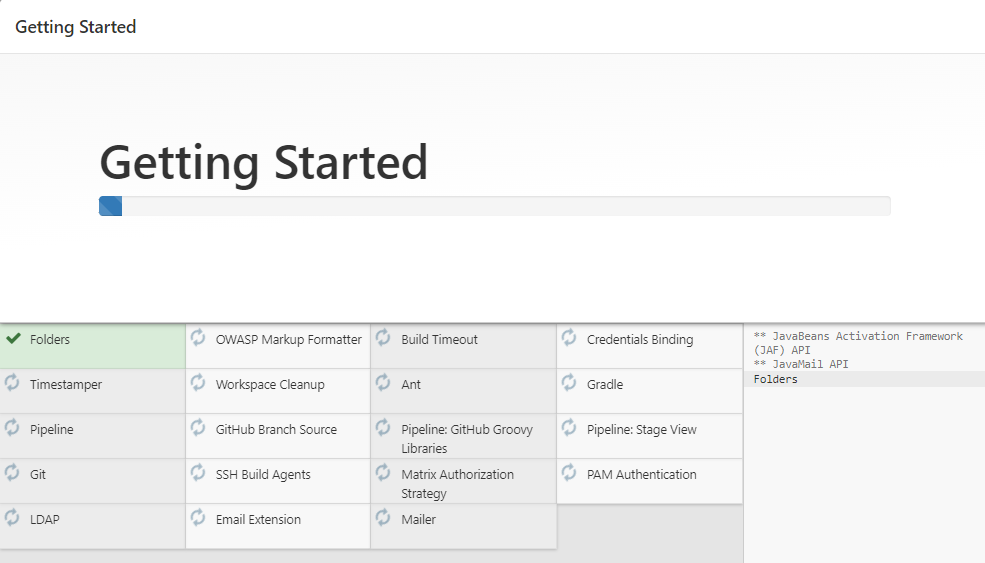 Getting Started
Getting Started
Folders
OWASP Markup Formatter
Build Timeout
Credentials Binding
Timestamper
Workspace Cleanup
Ant
Gradle
Pipeline
GitHub Branch Source
Pipeline: GitHub Groovy
Libraries
Pipeline: Stage View
Git
SSH Build Agents
Matrix Authorization
Strategy
PAM Authentication
LDAP
Email Extension
Mailer
** JavaBeans Activation Framework
(JAF) API
** JavaMail API
Folders